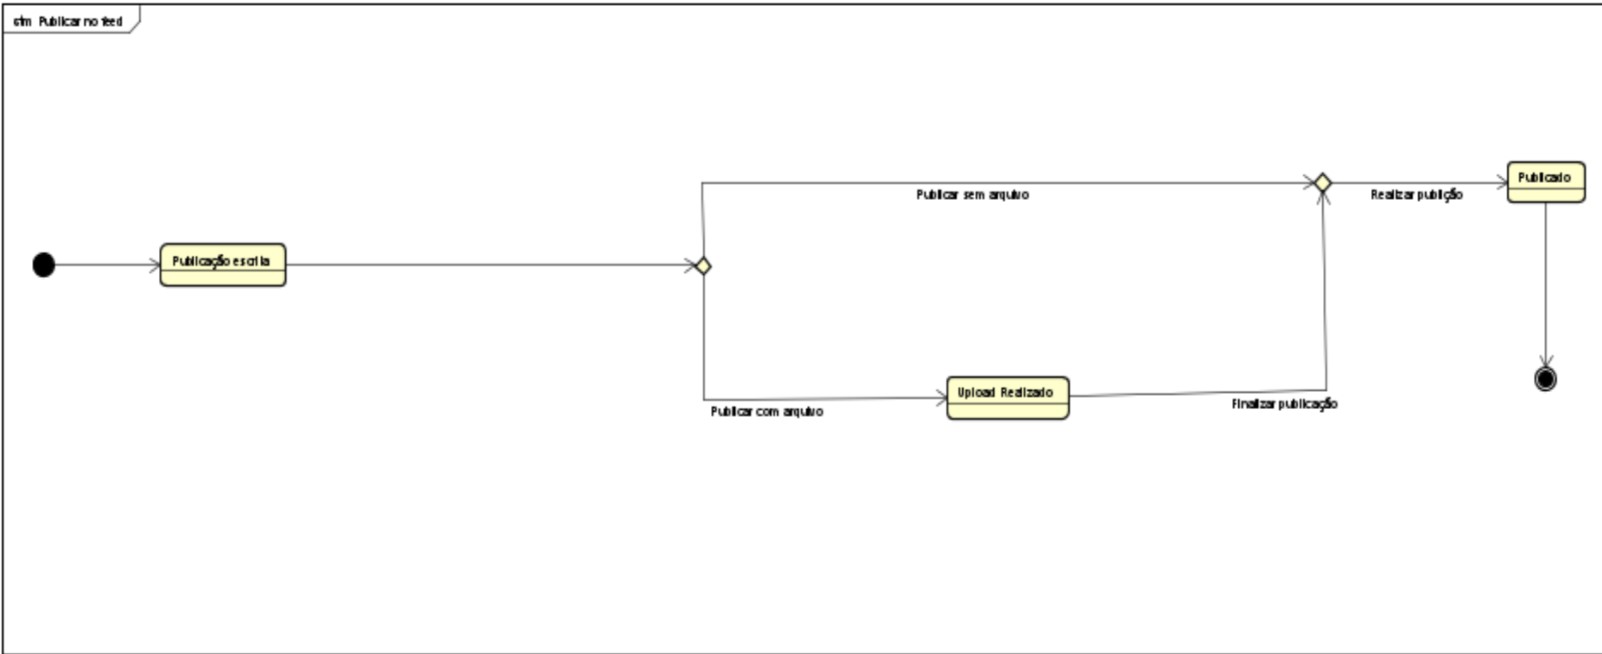 stm Publicar no feed
Publicar sem arquivo
Realizar publição
Publicado
Publicação escrita
Upload Realizado
Publicar com arquivo
Finalizar publicação